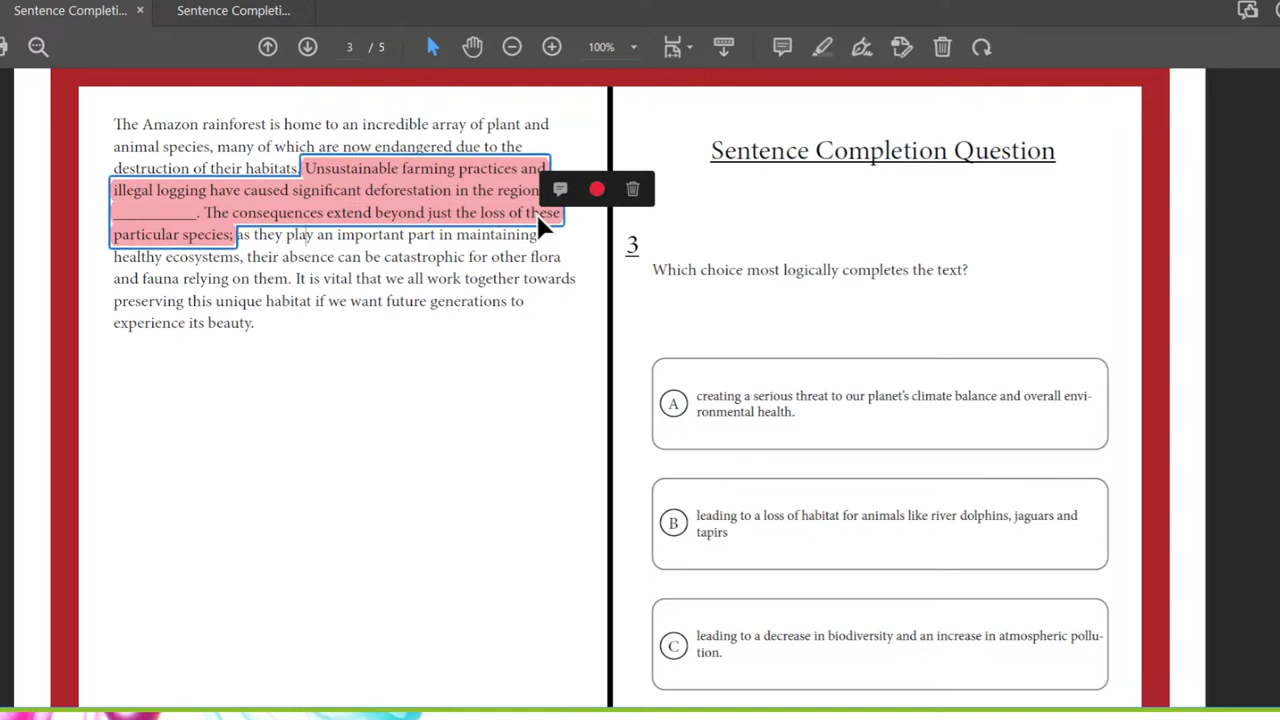 Sentence Completi... ×
Sentence Completi...
3 / 5
100%
The Amazon rainforest is home to an incredible array of plant and
animal species, many of which are now endangered due to the
destruction of their habitats. Unsustainable farming practices and
illegal logging have caused significant deforestation in the region
__________. The consequences extend beyond just the loss of these
particular species; as they play an important part in maintaining
healthy ecosystems, their absence can be catastrophic for other flora
and fauna relying on them. It is vital that we all work together towards
preserving this unique habitat if we want future generations to
experience its beauty.
Sentence Completion Question
3
Which choice most logically completes the text?
A
creating a serious threat to our planet's climate balance and overall envi-
ronmental health.
B
leading to a loss of habitat for animals like river dolphins, jaguars and
tapirs
C
leading to a decrease in biodiversity and an increase in atmospheric pollu-
tion.